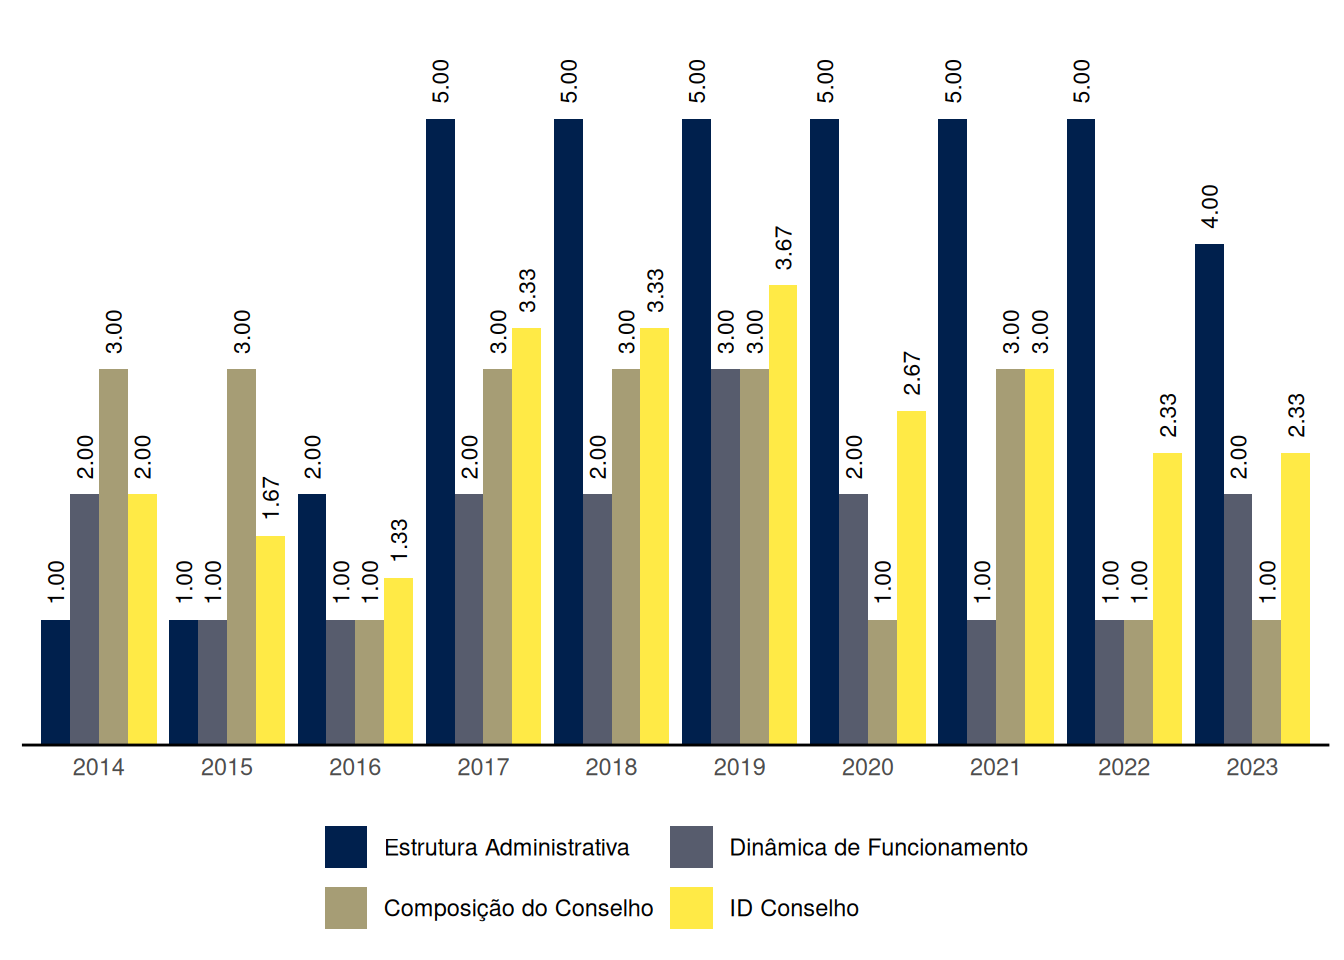 1.00 2.00 3.00 2.00
1.00 1.00 3.00 1.67
2.00 1.00 1.00 1.33
5.00 2.00 3.00 3.33
5.00 2.00 3.00 3.33
5.00 3.00 3.00 3.67
5.00 2.00 1.00 2.67
5.00 1.00 3.00 3.00
5.00 1.00 1.00 2.33
4.00 2.00 1.00 2.33
2014 2015 2016 2017 2018 2019 2020 2021 2022 2023
Estrutura Administrativa Dinâmica de Funcionamento
Composição do Conselho ID Conselho